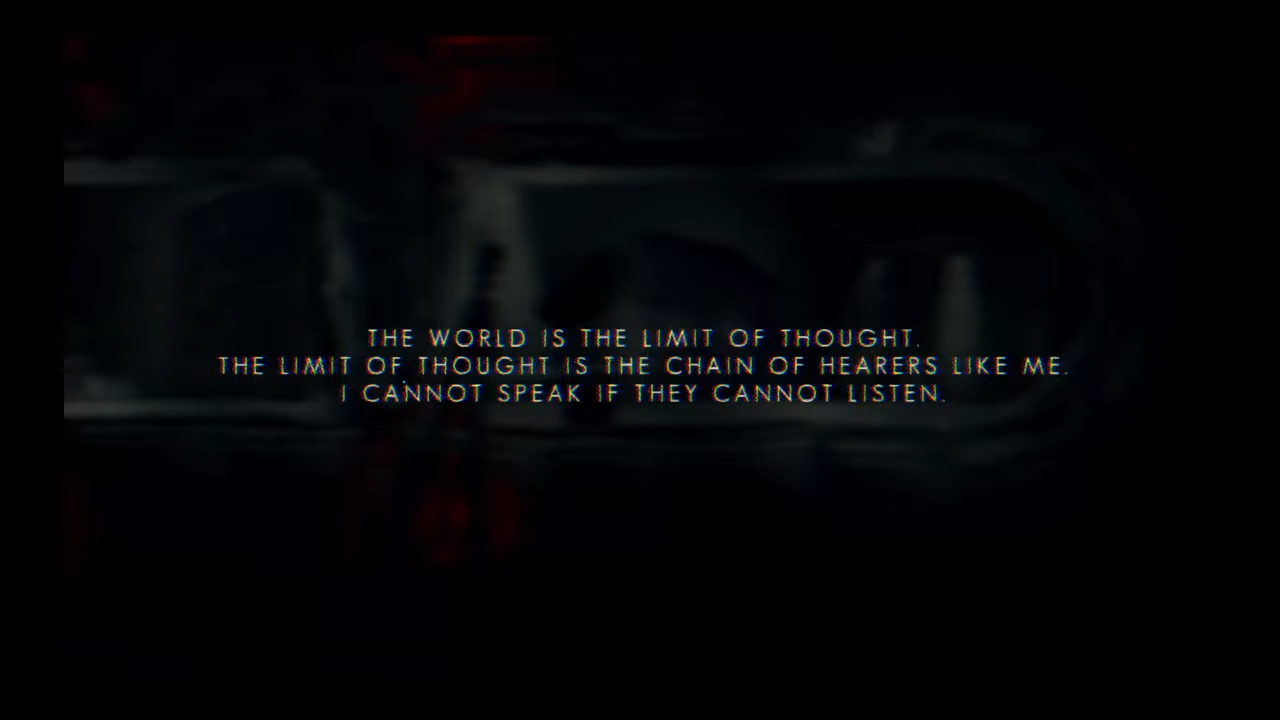 THE WORLD IS THE LIMIT OF THOUGHT.
THE LIMIT OF THOUGHT IS THE CHAIN OF HEARERS LIKE ME.
I CANNOT SPEAK IF THEY CANNOT LISTEN.